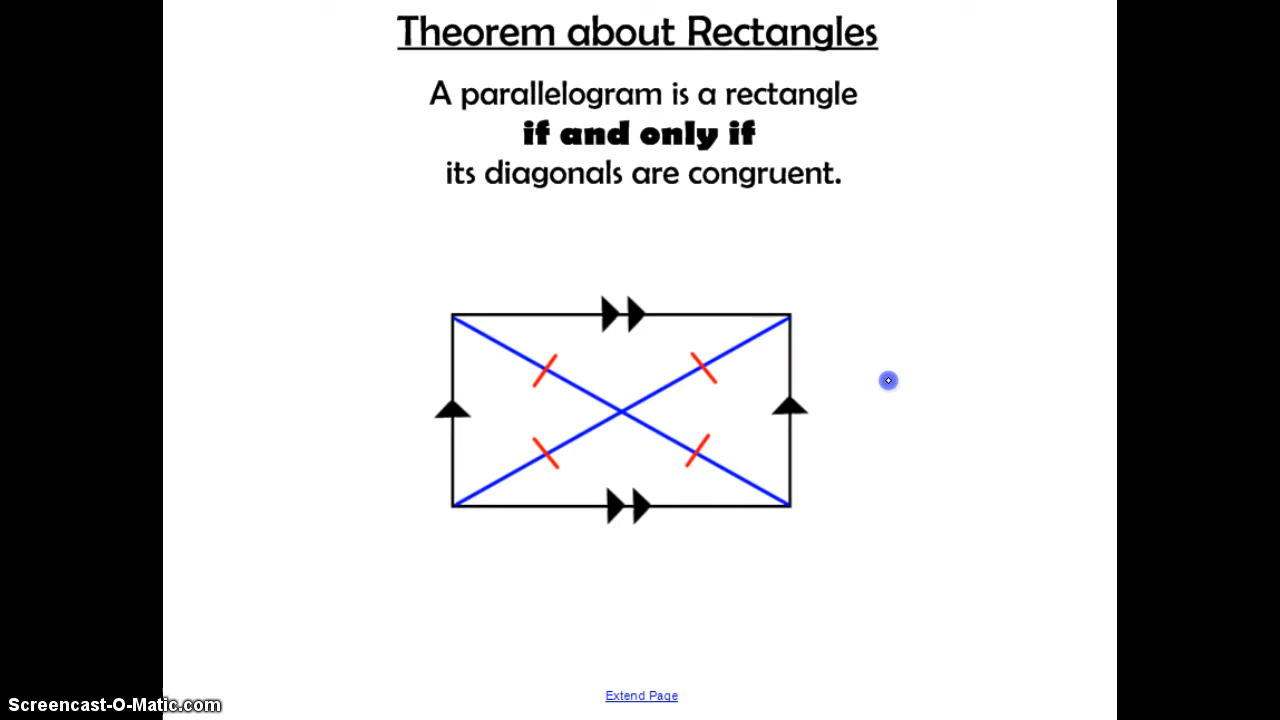 Theorem about Rectangles
A parallelogram is a rectangle
if and only if
its diagonals are congruent.
Extend Page
Screencast-O-Matic.com